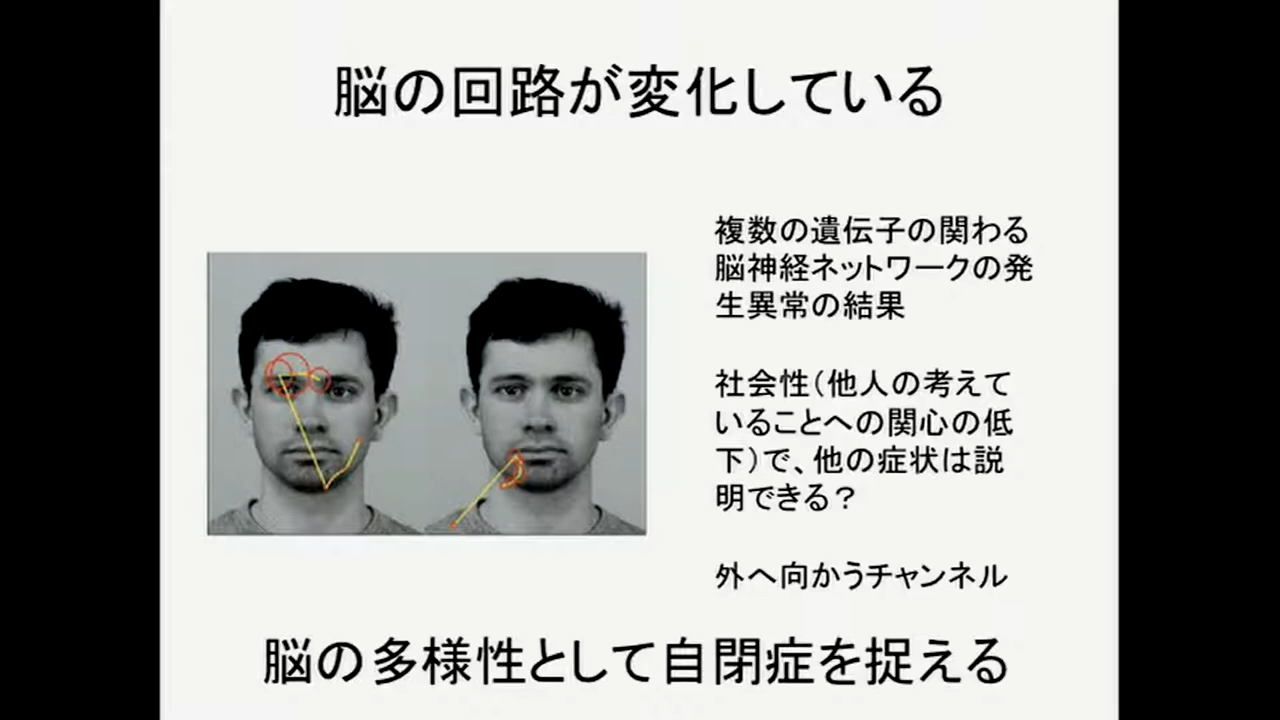 脳の回路が変化している
複数の遺伝子の関わる
脳神経ネットワークの発
生異常の結果
社会性(他人の考えて
いることへの関心の低
下)で、他の症状は説
明できる?
外へ向かうチャンネル
脳の多様性として自閉症を捉える